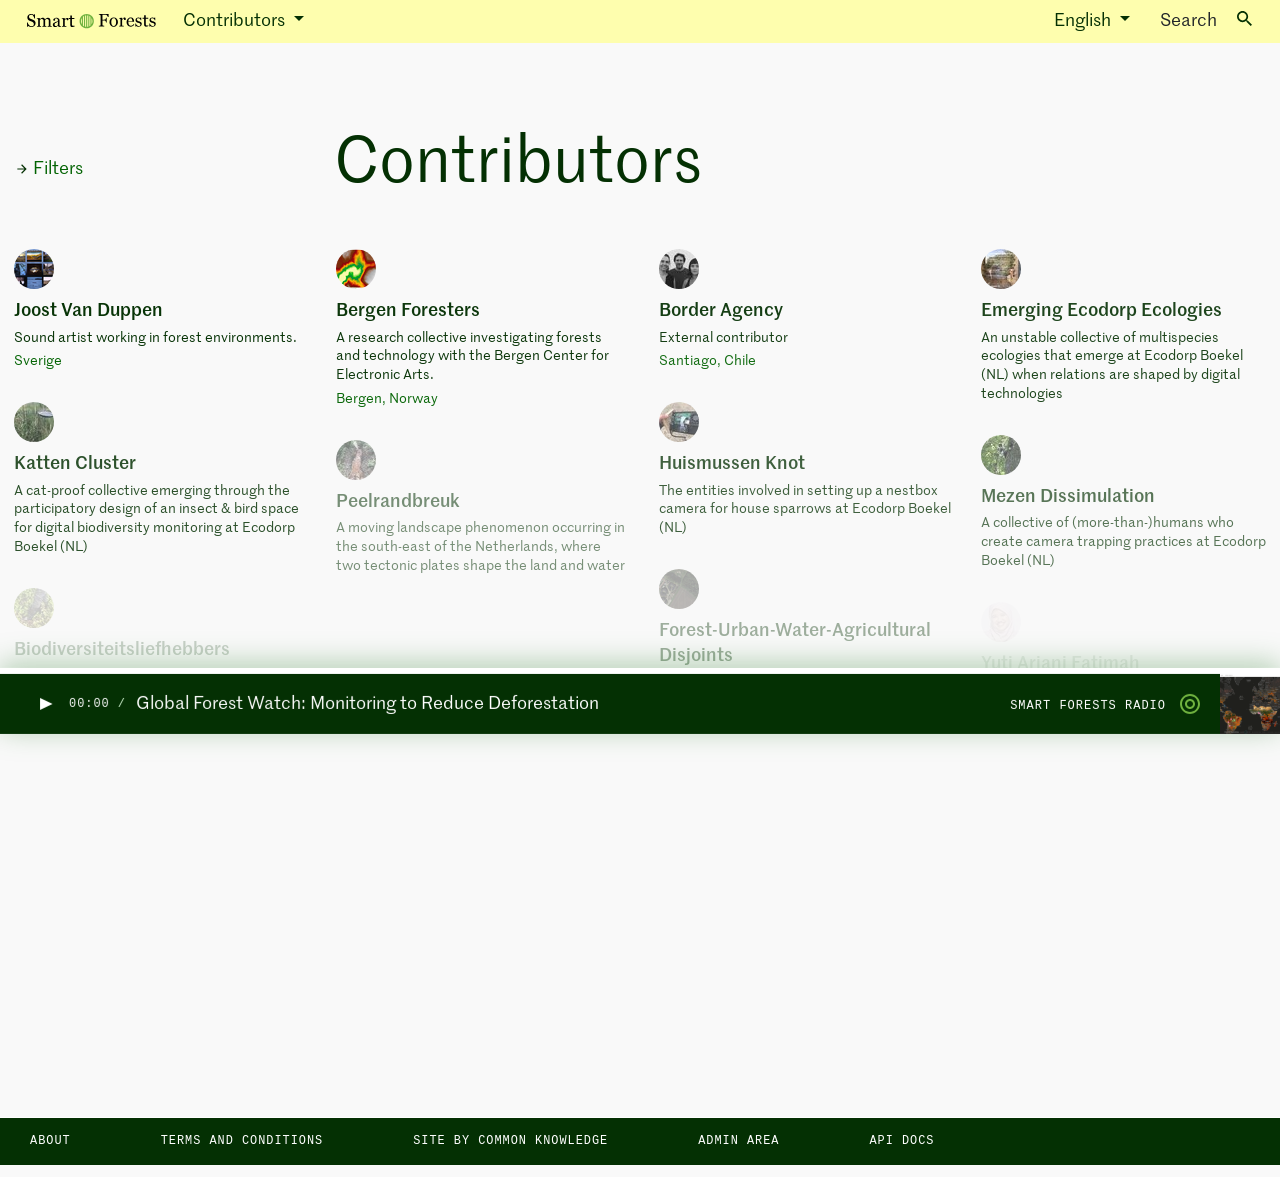 Smart Forests
Contributors
English
Search
Filters
Contributors
Joost Van Duppen
Sound artist working in forest environments.
Sverige
Katten Cluster
A cat-proof collective emerging through the
participatory design of an insect & bird space
for digital biodiversity monitoring at Ecodorp
Boekel (NL)
Biodiversiteitsliefhebbers
Bergen Foresters
A research collective investigating forests
and technology with the Bergen Center for
Electronic Arts.
Bergen, Norway
Peelrandbreuk
A moving landscape phenomenon occurring in
the south-east of the Netherlands, where
two tectonic plates shape the land and water
Border Agency
External contributor
Santiago, Chile
Huismussen Knot
The entities involved in setting up a nestbox
camera for house sparrows at Ecodorp Boekel
(NL)
Forest-Urban-Water-Agricultural
Disjoints
Emerging Ecodorp Ecologies
An unstable collective of multispecies
ecologies that emerge at Ecodorp Boekel
(NL) when relations are shaped by digital
technologies
Mezen Dissimulation
A collective of (more-than-)humans who
create camera trapping practices at Ecodorp
Boekel (NL)
Yuti Ariani Fatimah
00:00 / Global Forest Watch: Monitoring to Reduce Deforestation
SMART FORESTS RADIO
ABOUT
TERMS AND CONDITIONS
SITE BY COMMON KNOWLEDGE
ADMIN AREA
API DOCS